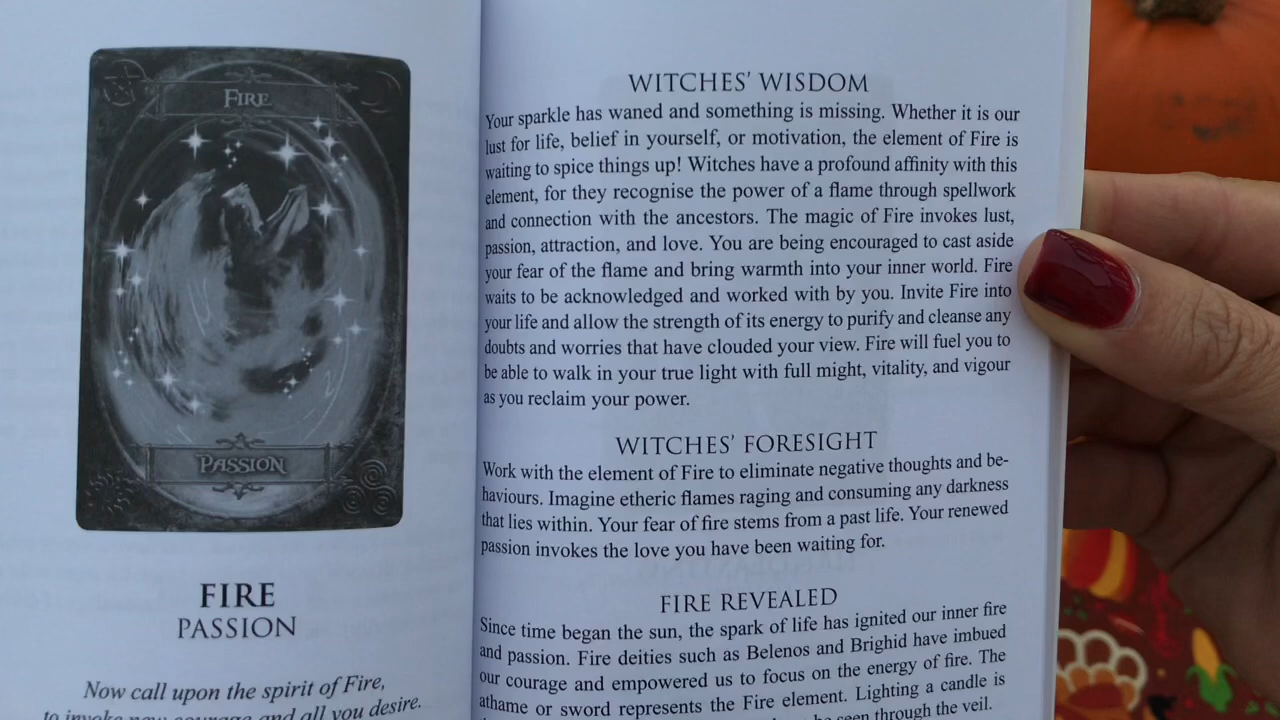 FIRE
PASSION
FIRE
PASSION
Now call upon the spirit of Fire,
to invoke new courage and all you desire.
WITCHES' WISDOM
Your sparkle has waned and something is missing. Whether it is our
lust for life, belief in yourself, or motivation, the element of Fire is
waiting to spice things up! Witches have a profound affinity with this
element, for they recognise the power of a flame through spellwork
and connection with the ancestors. The magic of Fire invokes lust,
passion, attraction, and love. You are being encouraged to cast aside
your fear of the flame and bring warmth into your inner world. Fire
waits to be acknowledged and worked with by you. Invite Fire into
your life and allow the strength of its energy to purify and cleanse any
doubts and worries that have clouded your view. Fire will fuel you to
be able to walk in your true light with full might, vitality, and vigour
as you reclaim your power.
WITCHES' FORESIGHT
Work with the element of Fire to eliminate negative thoughts and be-
haviours. Imagine etheric flames raging and consuming any darkness
that lies within. Your fear of fire stems from a past life. Your renewed
passion invokes the love you have been waiting for.
FIRE REVEALED
Since time began the sun, the spark of life has ignited our inner fire
and passion. Fire deities such as Belenos and Brighid have imbued
our courage and empowered us to focus on the energy of fire. The
athame or sword represents the Fire element. Lighting a candle is
be seen through the veil.